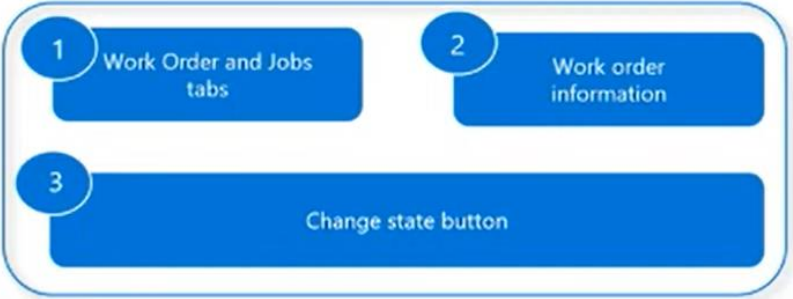 1
Work Order and Jobs
tabs
2
Work order
information
3
Change state button